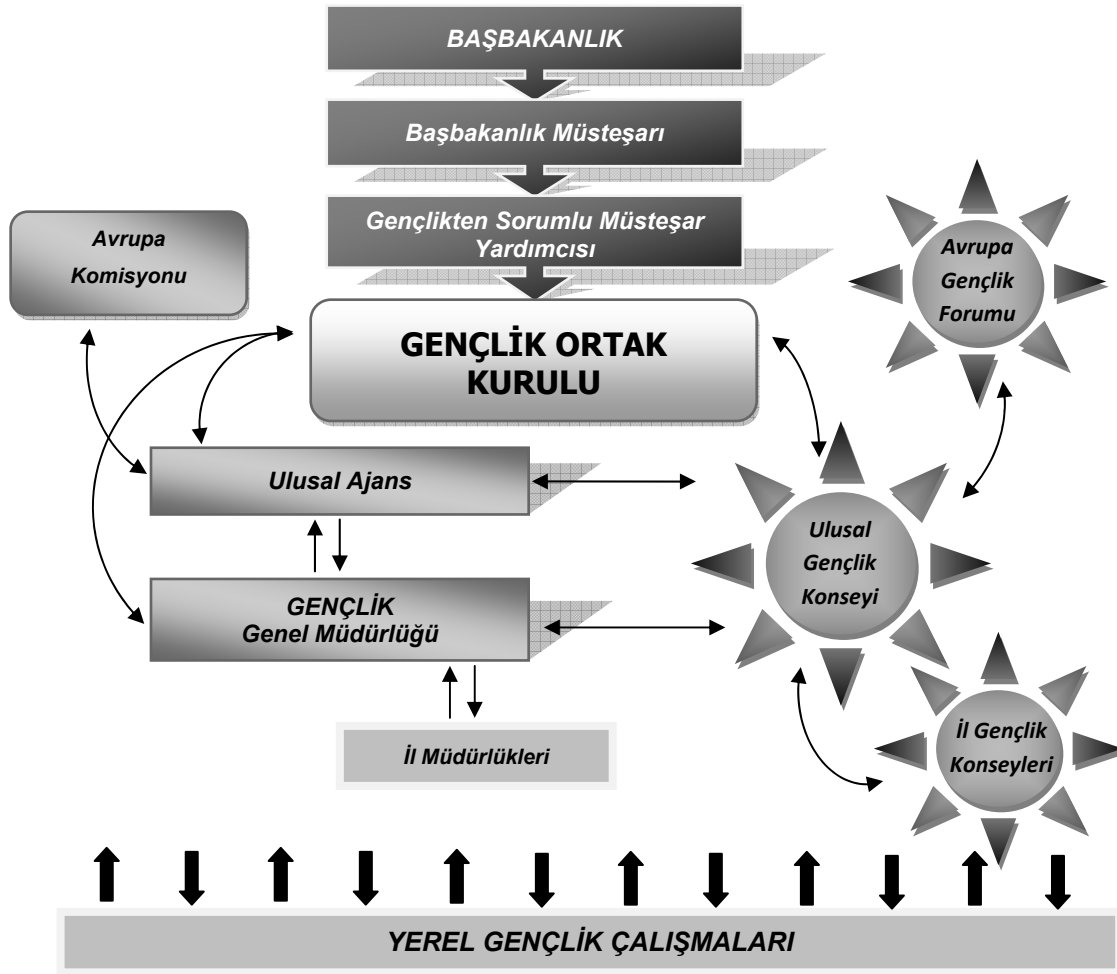 BAŞBAKANLIK
Başbakanlık Müsteşarı
Gençlikten Sorumlu Müsteşar
Yardımcısı
Avrupa
Komisyonu
Avrupa
Gençlik
Forumu
GENÇLİK ORTAK
KURULU
Ulusal Ajans
Ulusal
Gençlik
Konseyi
GENÇLİK
Genel Müdürlüğü
İl Müdürlükleri
İl Gençlik
Konseyleri
YEREL GENÇLİK ÇALIŞMALARI